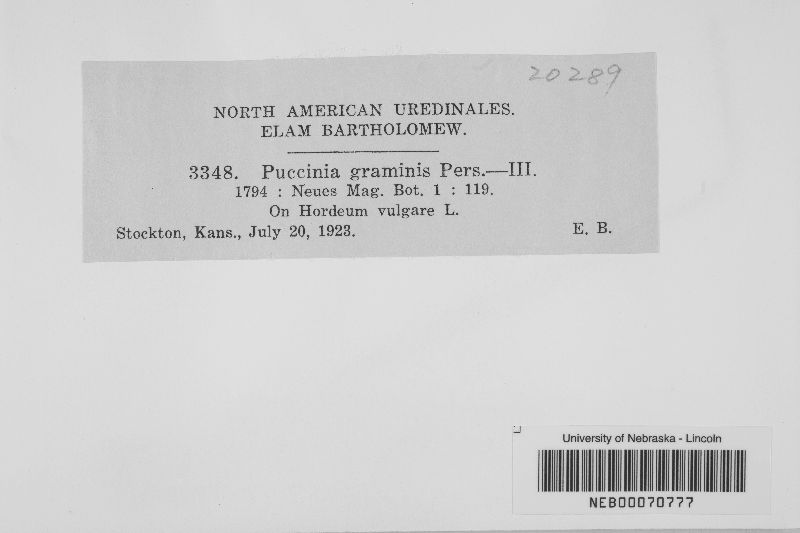 20289
NORTH AMERICAN UREDINALES.
ELAM BARTHOLOMEW.
3348. Puccinia graminis Pers.—III.
1794 : Neues Mag. Bot. 1 : 119.
On Hordeum vulgare L.
Stockton, Kans., July 20, 1923. E. B.
University of Nebraska - Lincoln
NEB00070777